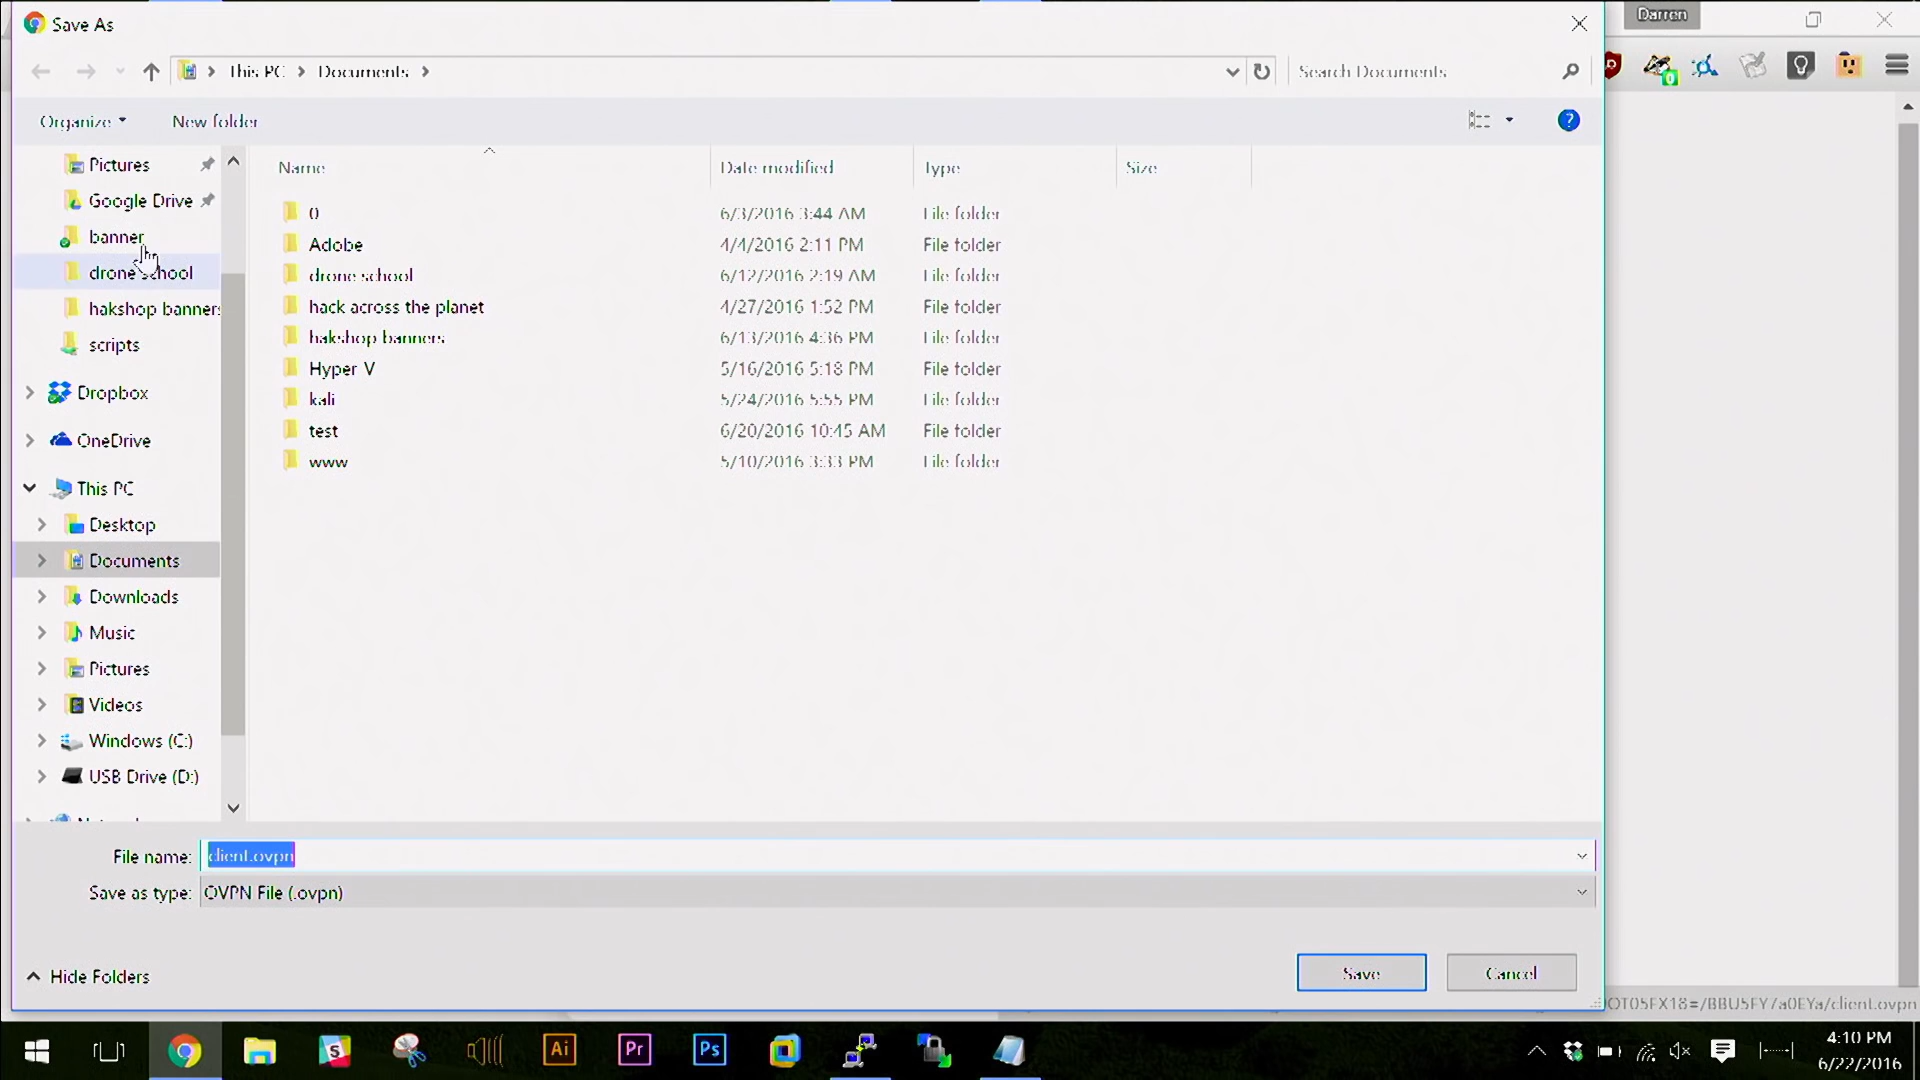 Save As
Darren
This PC
Documents
Search Documents
0
Organize
New folder
?
Pictures
Google Drive
banner
drone school
hakshop banners
scripts
Dropbox
OneDrive
This PC
Desktop
Documents
Downloads
Music
Pictures
Videos
Windows (C:)
USB Drive (D:)
Name Date modified Type Size
0 6/3/2016 3:44 AM File folder
Adobe 4/4/2016 2:11 PM File folder
drone school 6/12/2016 2:19 AM File folder
hack across the planet 4/27/2016 1:52 PM File folder
hakshop banners 6/13/2016 4:36 PM File folder
Hyper V 5/16/2016 5:18 PM File folder
kali 5/24/2016 5:55 PM File folder
test 6/20/2016 10:45 AM File folder
www 5/10/2016 3:33 PM File folder
File name: client.ovpn
Save as type: OVPN File (.ovpn)
Hide Folders
Save
Cancel
Ai
Pr
Ps
4:10 PM
6/22/2016